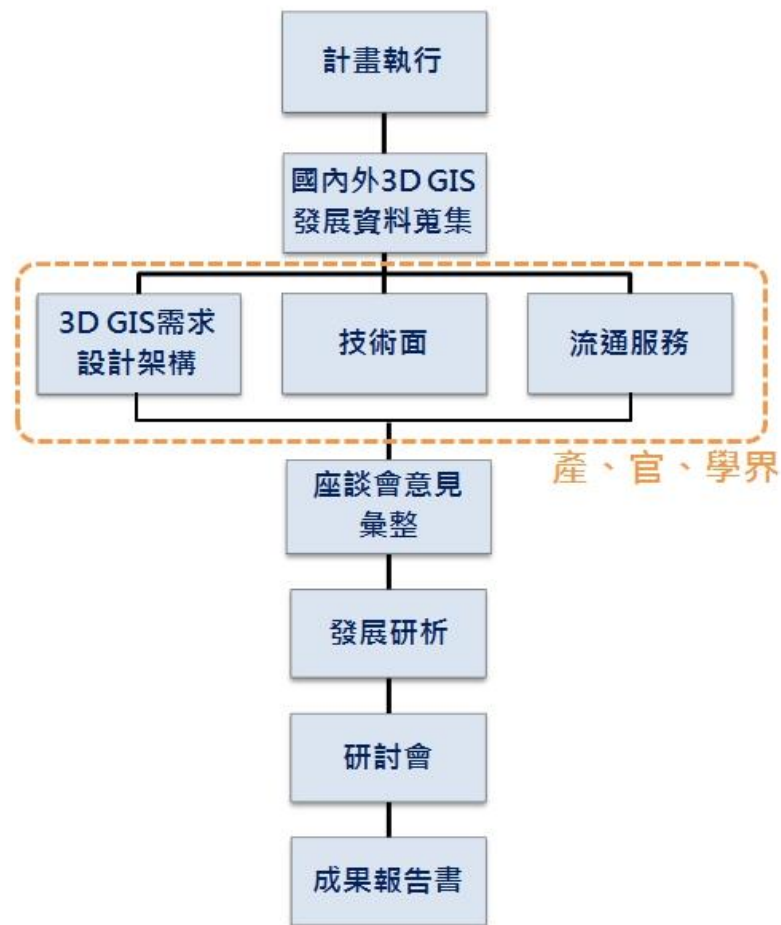 計畫執行
國內外3D GIS
發展資料蒐集
3D GIS需求
設計架構
技術面
流通服務
產、官、學界
座談會意見
彙整
發展研析
研討會
成果報告書